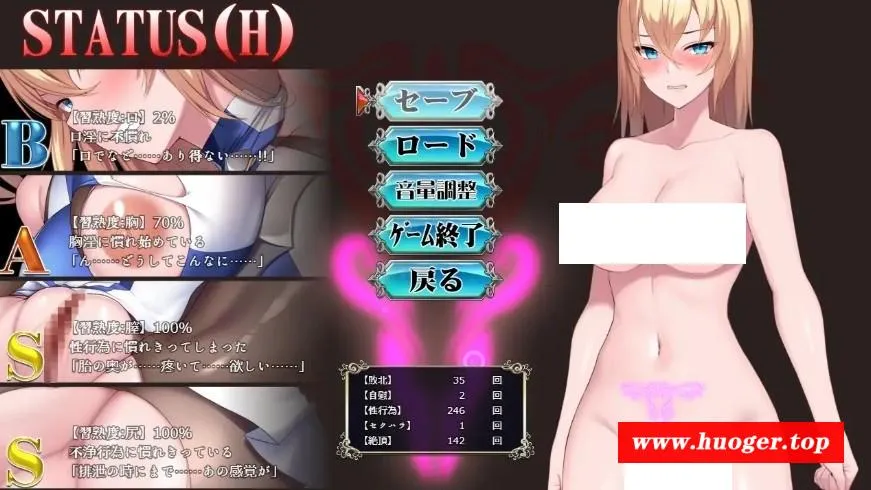 STATUS(H)
B
【習熟度:口】2%
口淫に不慣れ
「口でなど……あり得ない……!!」
A
【習熟度:胸】70%
胸淫に慣れ始めている
「ん……どうしてこんなに……」
S
【習熟度:膣】100%
性行為に慣れきってしまった
「胎の奥が……疼いて……欲しい……」
S
【習熟度:尻】100%
不浄行為に慣れきっている
「排泄の時にまで……あの感覚が」
セーブ
ロード
音量調整
ゲーム終了
戻る
【敗北】 35 回
【自慰】 2 回
【性行為】 246 回
【セクハラ】 1 回
【絶頂】 142 回
www.huoger.top